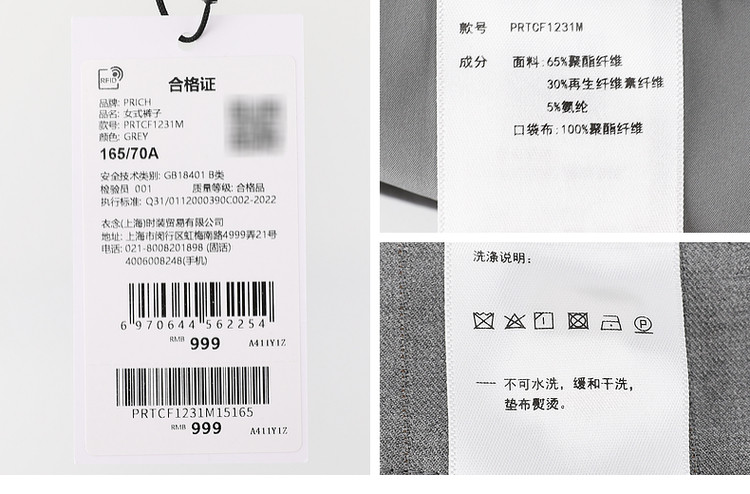 RFID
合格证
品牌: PRICH
品名: 女式裤子
款号: PRTCF1231M
颜色: GREY
165/70A
安全技术类别: GB18401 B类
检验员 001 质量等级: 合格品
执行标准: Q31/0112000390C002-2022
衣念(上海)时装贸易有限公司
地址: 上海市闵行区虹梅南路4999弄21号
电话: 021-8008201898 (固话)
4006008248(手机)
6 970644 562254
RMB 999 A411Y1Z
PRTCF1231M15165
RMB 999 A411Y1Z
款号 PRTCF1231M
成分 面料: 65%聚酯纤维
30%再生纤维素纤维
5%氨纶
口袋布: 100%聚酯纤维
洗涤说明:
P
---- 不可水洗, 缓和干洗,
垫布熨烫。